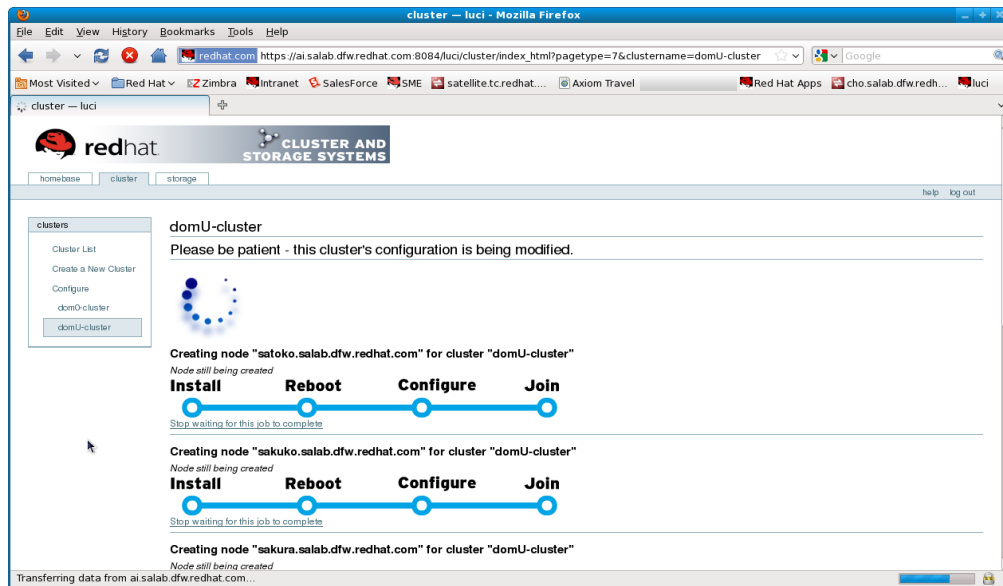 cluster — luci - Mozilla Firefox
File Edit View History Bookmarks Tools Help
redhat.com https://ai.salab.dfw.redhat.com:8084/luci/cluster/index_html?pagetype=7&clustername=domU-cluster Google
Most Visited Red Hat Zimbra Intranet SalesForce SME satellite.tc.redhat.... Axiom Travel Red Hat Apps cho.salab.dfw.redh... luci
cluster — luci
redhat. CLUSTER AND
STORAGE SYSTEMS
homebase cluster storage
help log out
clusters
Cluster List
Create a New Cluster
Configure
dom0-cluster
domU-cluster
domU-cluster
Please be patient - this cluster's configuration is being modified.
Creating node "satoko.salab.dfw.redhat.com" for cluster "domU-cluster"
Node still being created
Install Reboot Configure Join
Stop waiting for this job to complete
Creating node "sakuko.salab.dfw.redhat.com" for cluster "domU-cluster"
Node still being created
Install Reboot Configure Join
Stop waiting for this job to complete
Creating node "sakura.salab.dfw.redhat.com" for cluster "domU-cluster"
Node still being created
Transferring data from ai.salab.dfw.redhat.com...